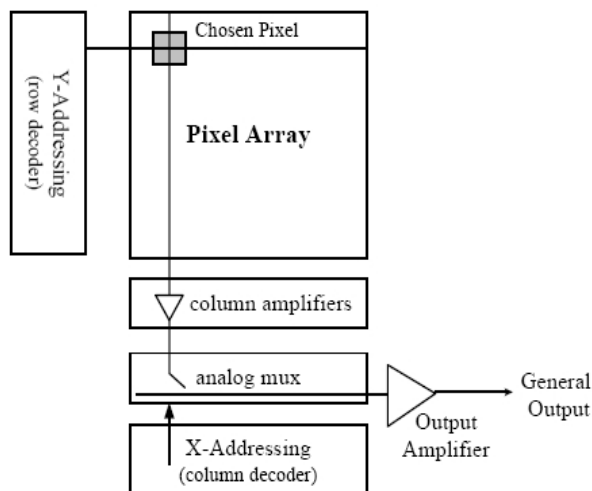 Chosen Pixel
Y-Addressing
(row decoder)
Pixel Array
column amplifiers
analog mux
General
Output
Output
Amplifier
X-Addressing
(column decoder)